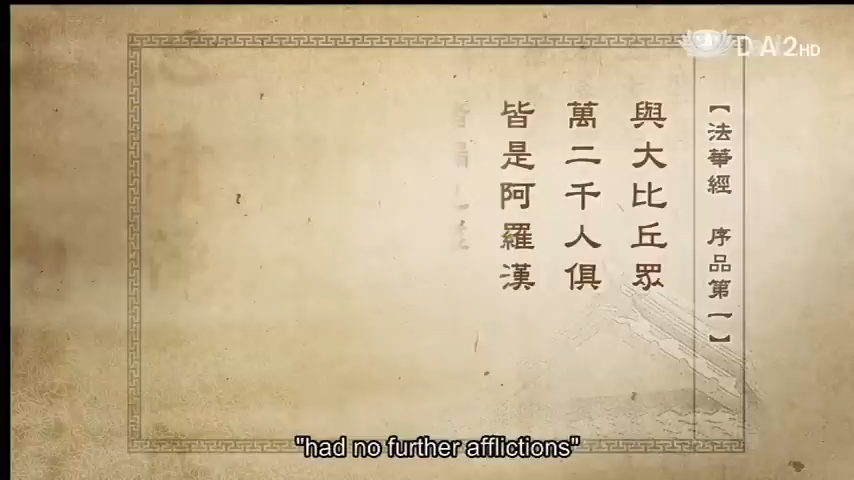 【法華經 序品第一】
與大比丘眾
萬二千人俱
皆是阿羅漢
DAAi2HD
"had no further afflictions"